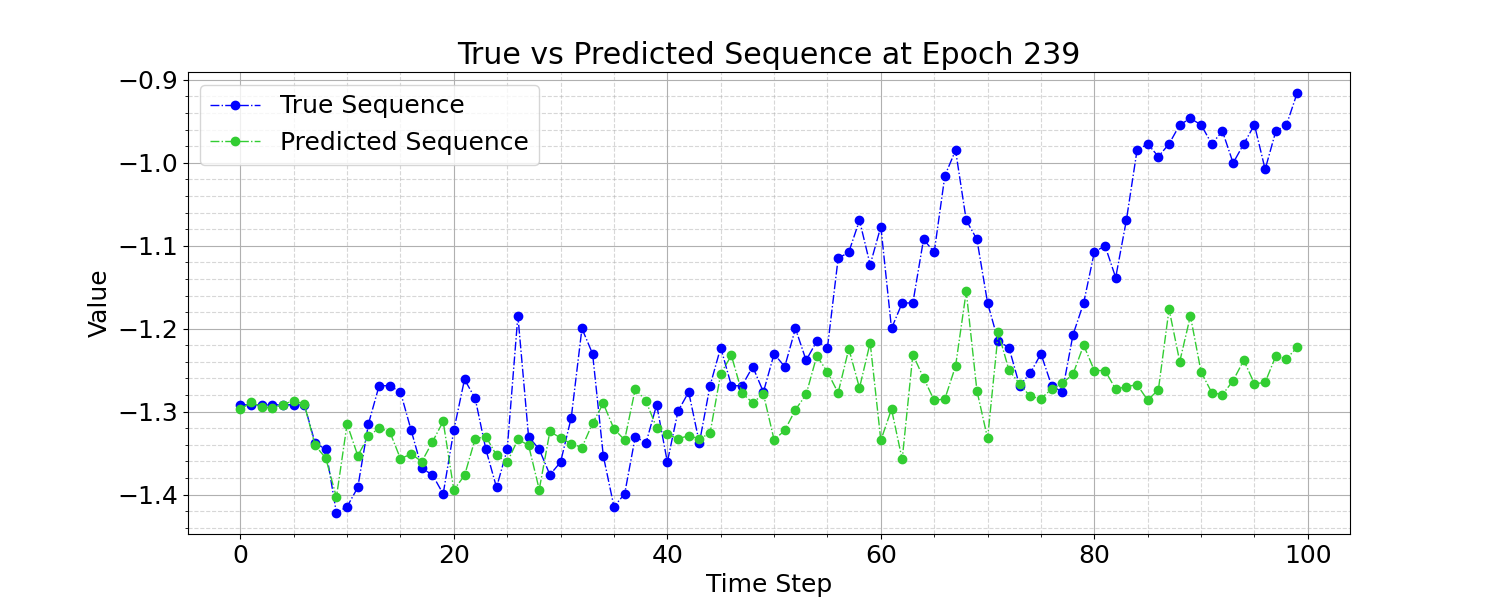 True vs Predicted Sequence at Epoch 239
True Sequence
Predicted Sequence
Value
−0.9
−1.0
−1.1
−1.2
−1.3
−1.4
0 20 40 60 80 100
Time Step